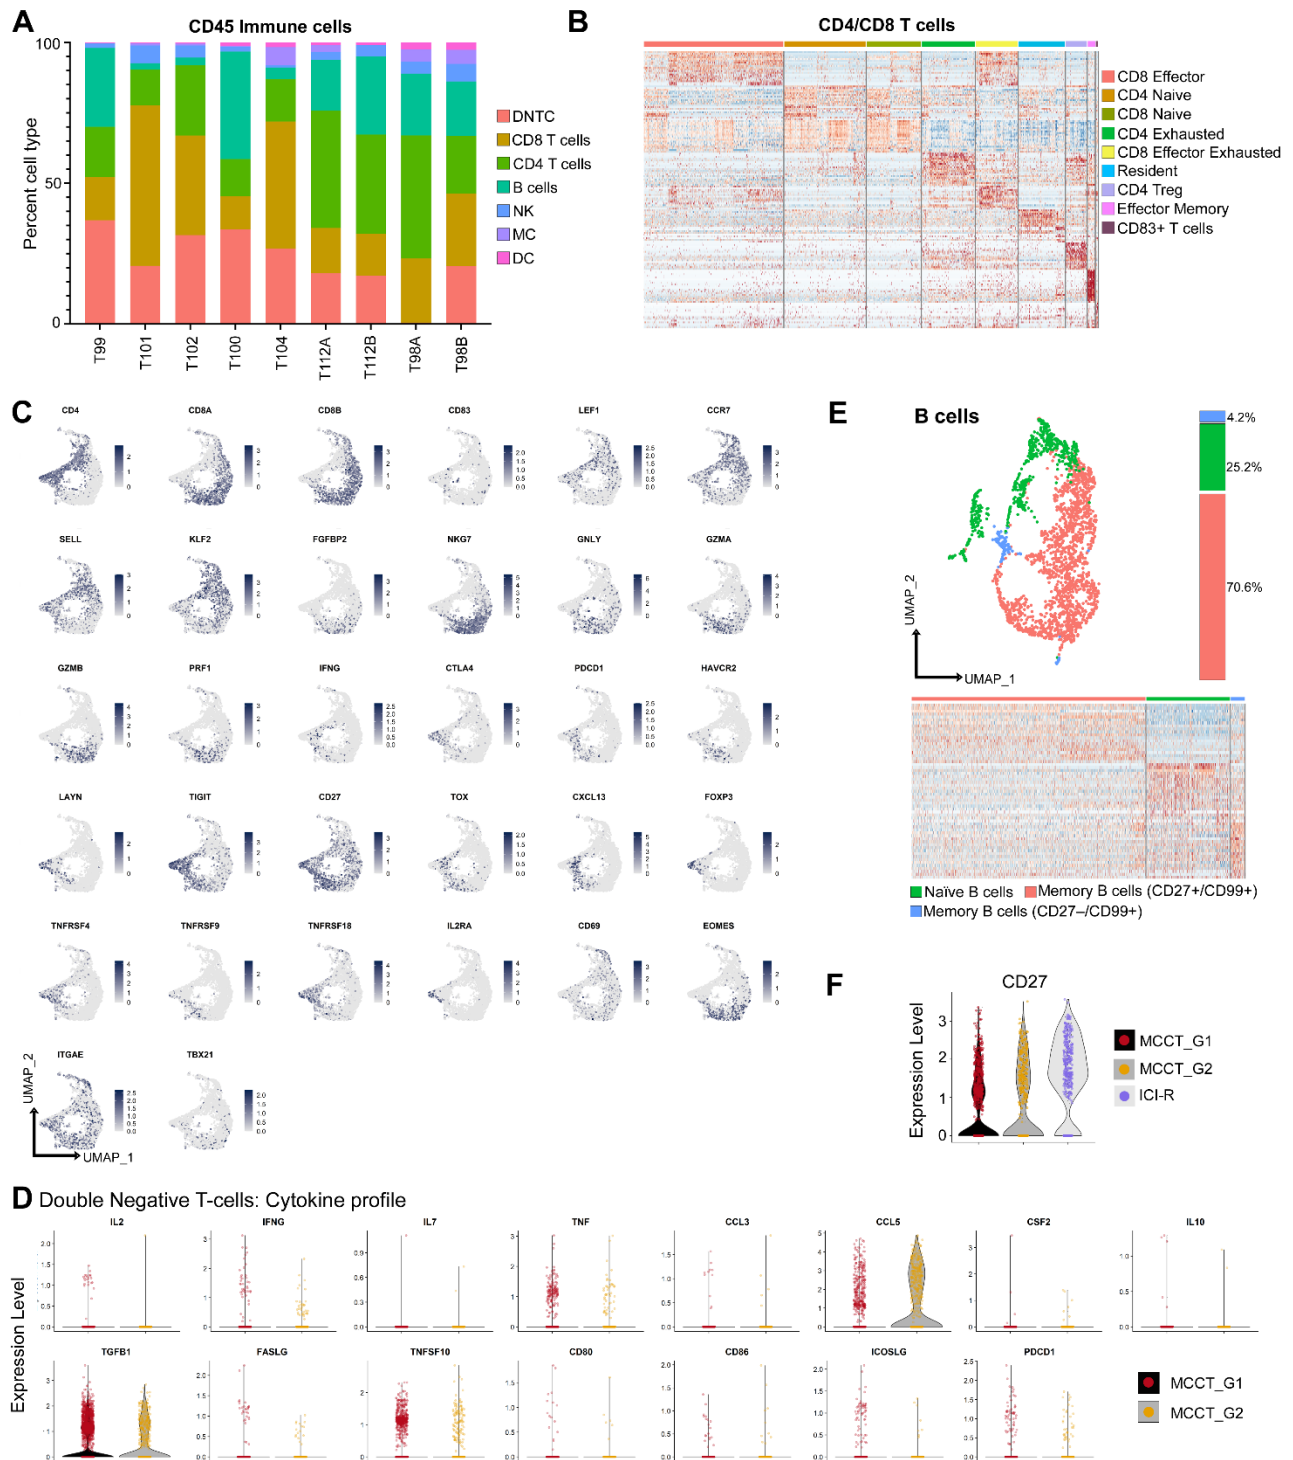 A
CD45 Immune cells
Percent cell type
100
50
0
T99
T101
T102
T100
T104
T112A
T112B
T98A
T98B
DNTC
CD8 T cells
CD4 T cells
B cells
NK
MC
DC
B
CD4/CD8 T cells
CD8 Effector
CD4 Naive
CD8 Naive
CD4 Exhausted
CD8 Effector Exhausted
Resident
CD4 Treg
Effector Memory
CD83+ T cells
C
CD4 CD8A CD8B CD83 LEF1 CCR7
SELL KLF2 FGFBP2 NKG7 GNLY GZMA
GZMB PRF1 IFNG CTLA4 PDCD1 HAVCR2
LAYN TIGIT CD27 TOX CXCL13 FOXP3
TNFRSF4 TNFRSF9 TNFRSF18 IL2RA CD69 EOMES
ITGAE TBX21
UMAP_2
UMAP_1
E
B cells
4.2%
25.2%
70.6%
UMAP_2
UMAP_1
Naïve B cells Memory B cells (CD27+/CD99+)
Memory B cells (CD27–/CD99+)
F
CD27
Expression Level
3
2
1
0
MCCT_G1
MCCT_G2
ICI-R
D Double Negative T-cells: Cytokine profile
Expression Level
IL2 IFNG IL7 TNF CCL3 CCL5 CSF2 IL10
TGFB1 FASLG TNFSF10 CD80 CD86 ICOSLG PDCD1
MCCT_G1
MCCT_G2